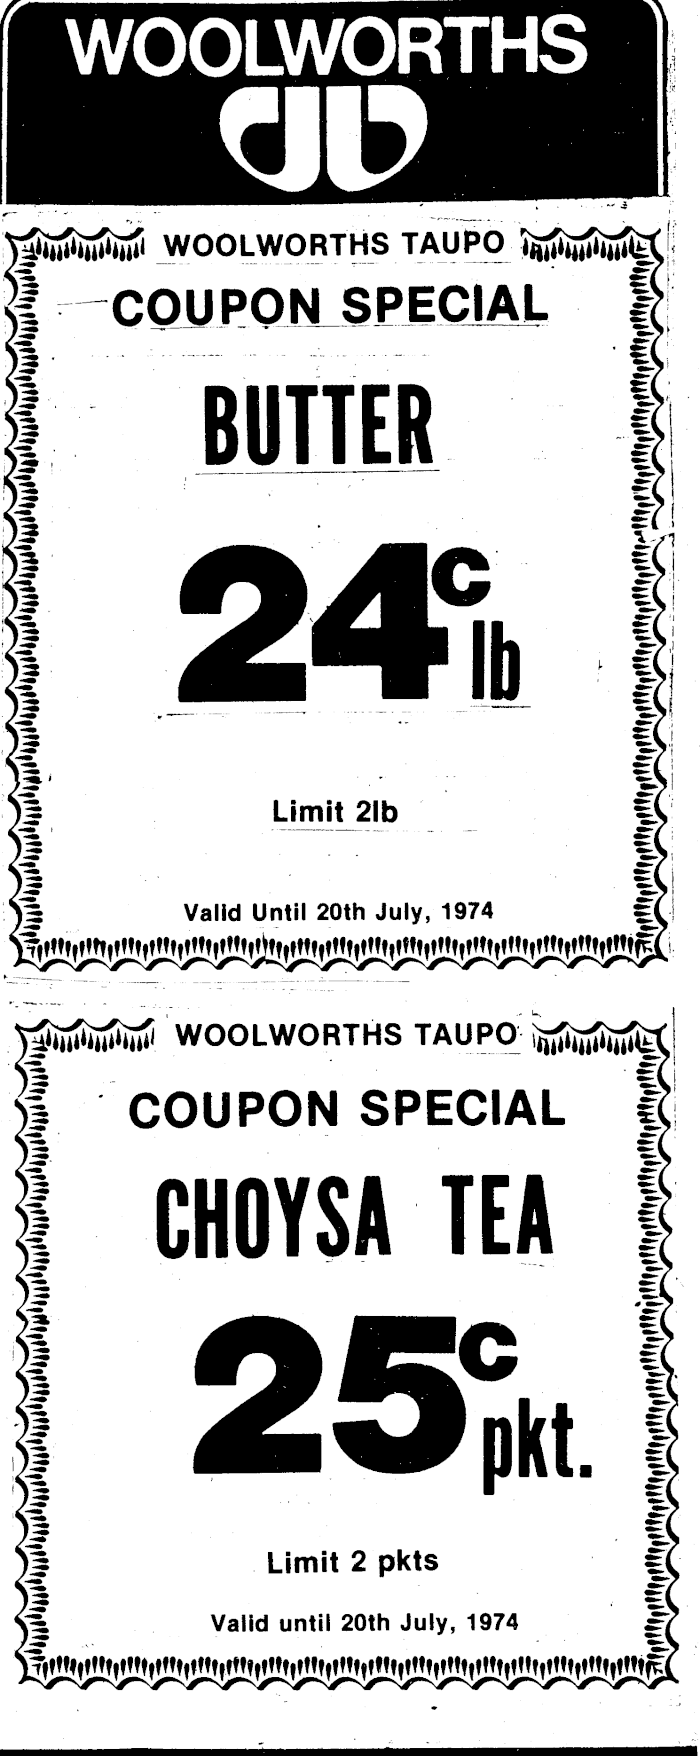 WOOLWORTHS
WOOLWORTHS TAUPO
COUPON SPECIAL
BUTTER
24c lb
Limit 2lb
Valid Until 20th July, 1974
WOOLWORTHS TAUPO
COUPON SPECIAL
CHOYSA TEA
25c pkt.
Limit 2 pkts
Valid until 20th July, 1974